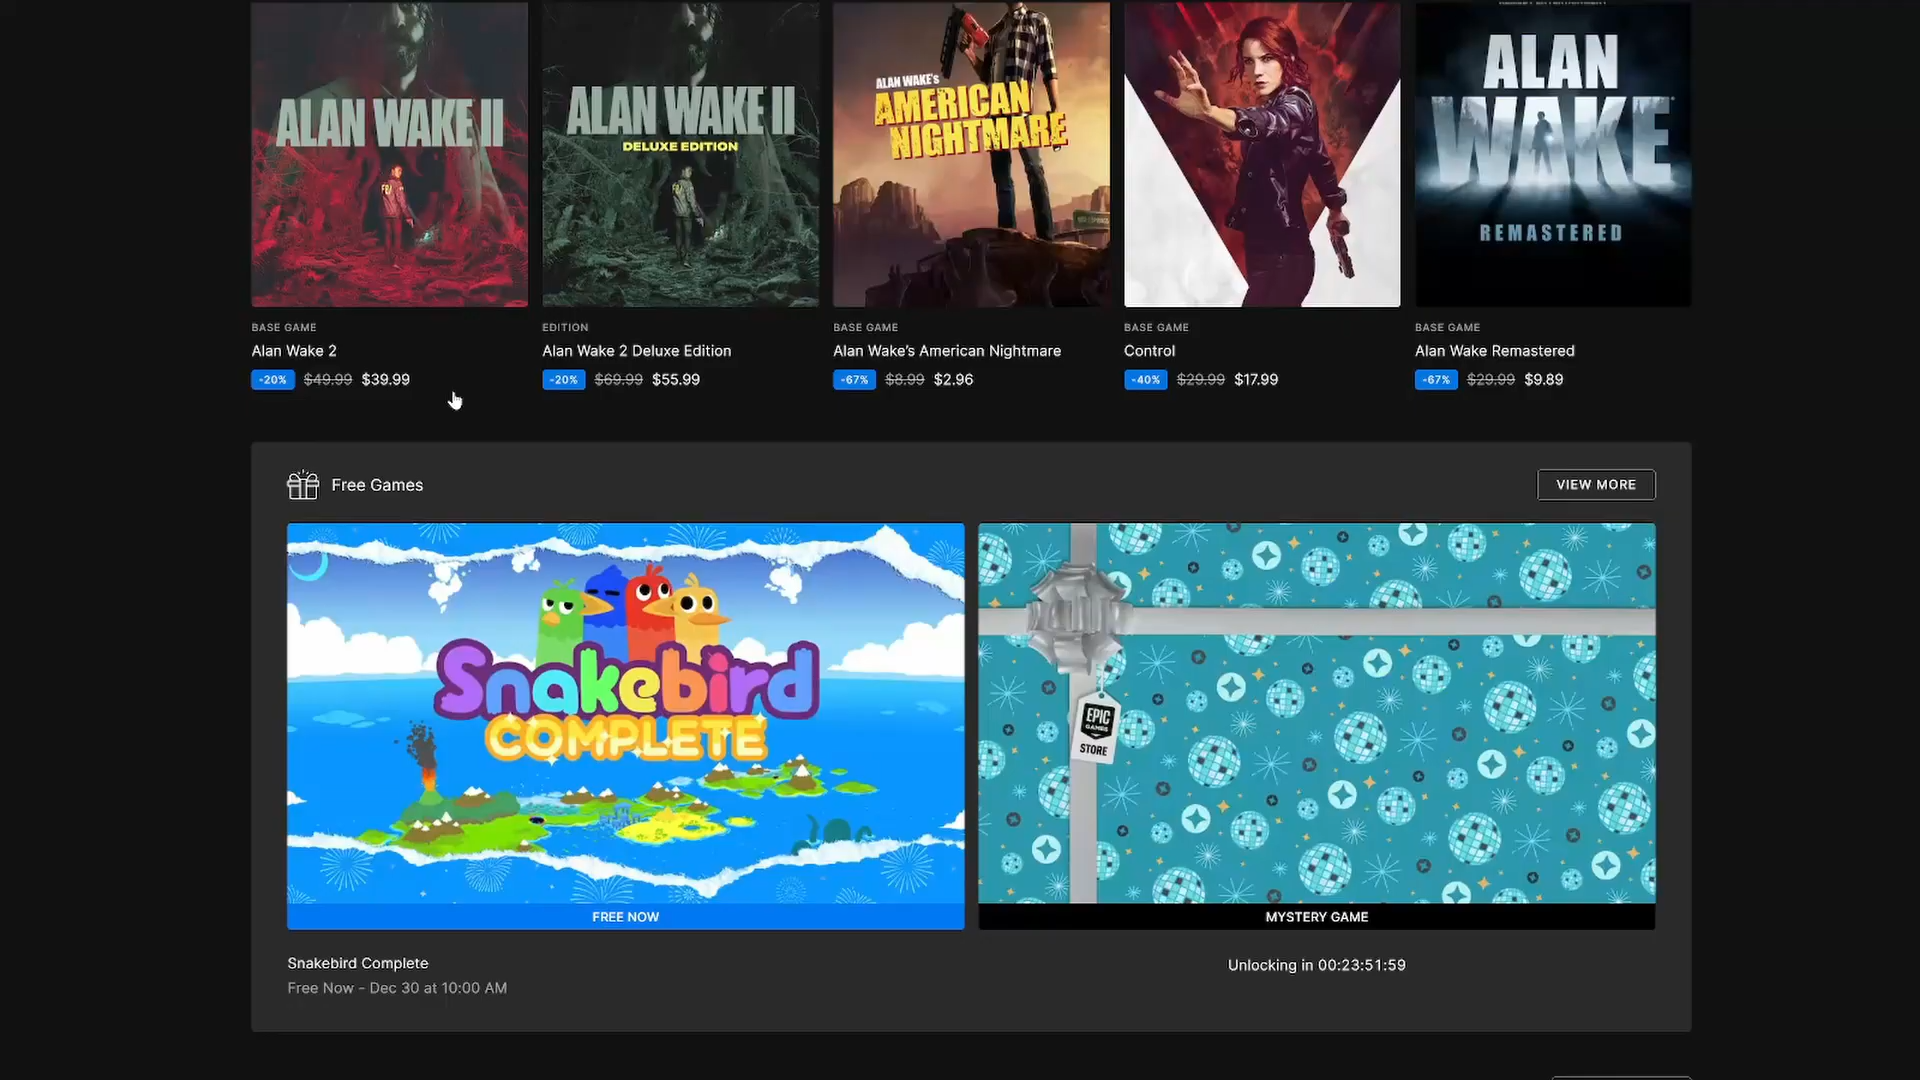 ALAN WAKE II
ALAN WAKE II
DELUXE EDITION
ALAN WAKE's
AMERICAN
NIGHTMARE
ALAN
WAKE
REMASTERED
FBI
BASE GAME
Alan Wake 2
-20% $49.99 $39.99
EDITION
Alan Wake 2 Deluxe Edition
-20% $69.99 $55.99
BASE GAME
Alan Wake's American Nightmare
-67% $8.99 $2.96
BASE GAME
Control
-40% $29.99 $17.99
BASE GAME
Alan Wake Remastered
-67% $29.99 $9.89
Free Games
VIEW MORE
Snakebird
COMPLETE
FREE NOW
EPIC
GAMES
STORE
MYSTERY GAME
Snakebird Complete
Free Now - Dec 30 at 10:00 AM
Unlocking in 00:23:51:59